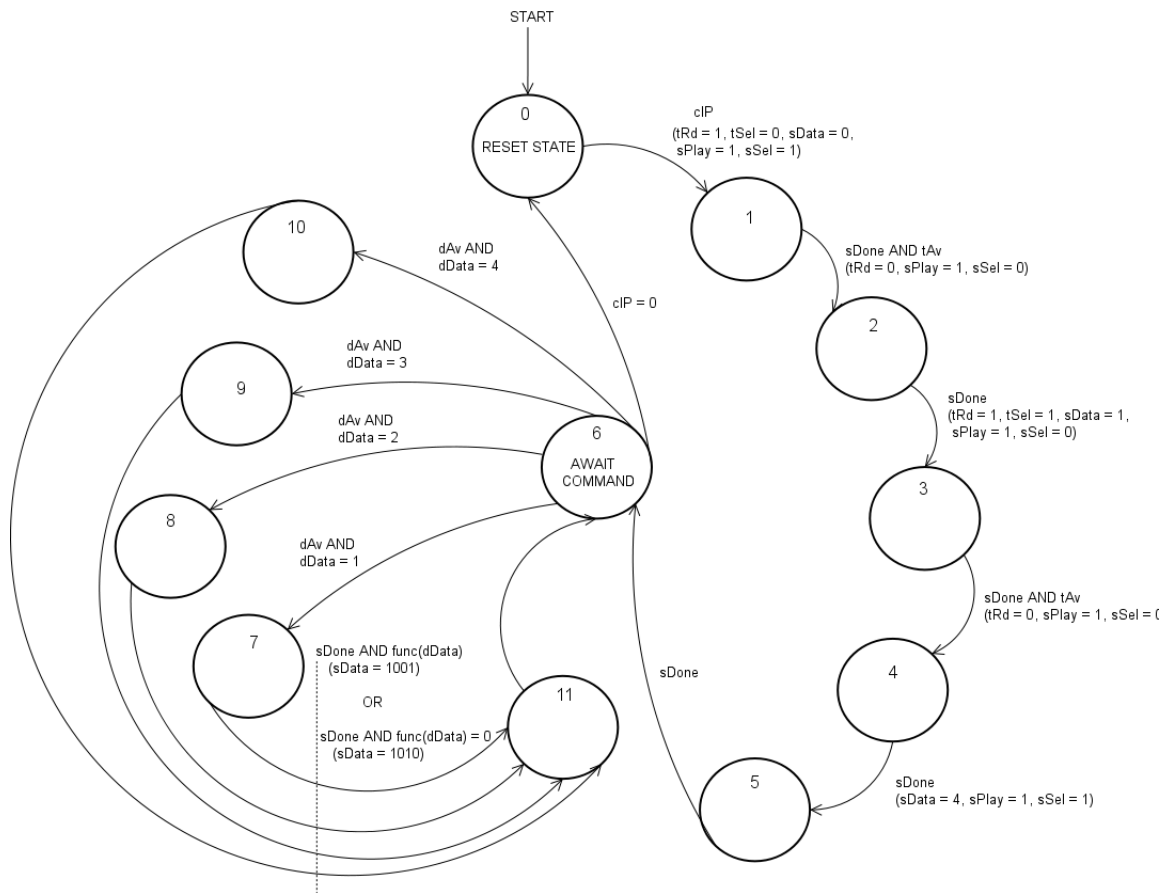 START
0
RESET STATE
cIP
(tRd = 1, tSel = 0, sData = 0,
sPlay = 1, sSel = 1)
1
10
dAv AND
dData = 4
sDone AND tAv
(tRd = 0, sPlay = 1, sSel = 0)
cIP = 0
2
dAv AND
dData = 3
9
sDone
(tRd = 1, tSel = 1, sData = 1,
sPlay = 1, sSel = 0)
dAv AND
dData = 2
6
AWAIT
COMMAND
3
8
dAv AND
dData = 1
sDone AND tAv
(tRd = 0, sPlay = 1, sSel = 0
7
sDone AND func(dData)
(sData = 1001)
OR
sDone AND func(dData) = 0
(sData = 1010)
sDone
4
11
5
sDone
(sData = 4, sPlay = 1, sSel = 1)